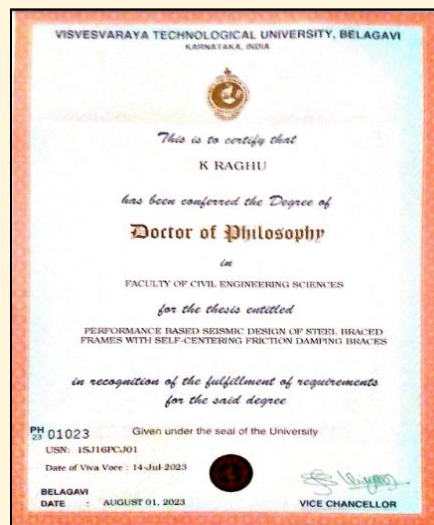 VISVESVARAYA TECHNOLOGICAL UNIVERSITY, BELAGAVI
KARNATAKA, INDIA
This is to certify that
K RAGHU
has been conferred the Degree of
Doctor of Philosophy
in
FACULTY OF CIVIL ENGINEERING SCIENCES
for the thesis entitled
PERFORMANCE BASED SEISMIC DESIGN OF STEEL BRACED
FRAMES WITH SELF-CENTERING FRICTION DAMPING BRACES
in recognition of the fulfillment of requirements
for the said degree
PH 23 01023 Given under the seal of the University
USN: 1SJ16PCJ01
Date of Viva Voce : 14-Jul-2023
BELAGAVI
DATE : AUGUST 01, 2023 VICE CHANCELLOR